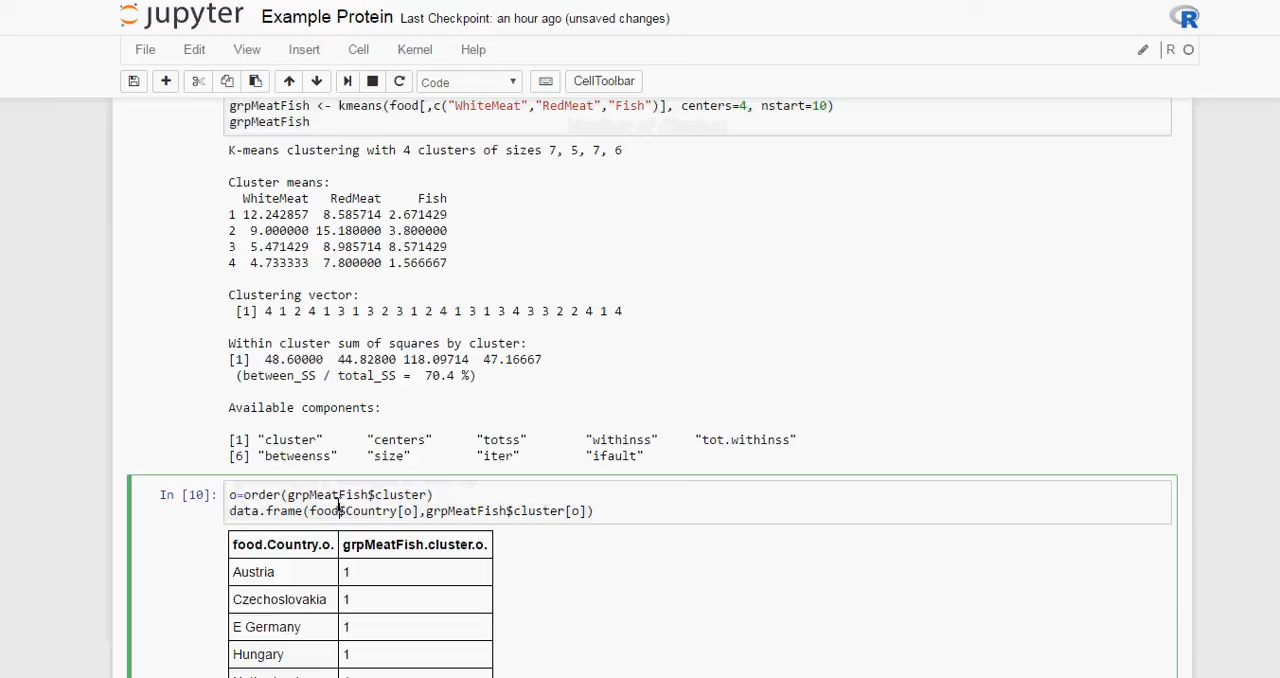 jupyter Example Protein Last Checkpoint: an hour ago (unsaved changes)
File Edit View Insert Cell Kernel Help R
Code CellToolbar
grpMeatFish <- kmeans(food[,c("WhiteMeat","RedMeat","Fish")], centers=4, nstart=10)
grpMeatFish
K-means clustering with 4 clusters of sizes 7, 5, 7, 6
Cluster means:
WhiteMeat RedMeat Fish
1 12.242857 8.585714 2.671429
2 9.000000 15.180000 3.800000
3 5.471429 8.985714 8.571429
4 4.733333 7.800000 1.566667
Clustering vector:
[1] 4 1 2 4 1 3 1 3 2 3 1 2 4 1 3 1 3 4 3 3 2 2 4 1 4
Within cluster sum of squares by cluster:
[1] 48.60000 44.82800 118.09714 47.16667
(between_SS / total_SS = 70.4 %)
Available components:
[1] "cluster" "centers" "totss" "withinss" "tot.withinss"
[6] "betweenss" "size" "iter" "ifault"
In [10]: o=order(grpMeatFish$cluster)
data.frame(food$Country[o],grpMeatFish$cluster[o])
food.Country.o. grpMeatFish.cluster.o.
Austria 1
Czechoslovakia 1
E Germany 1
Hungary 1